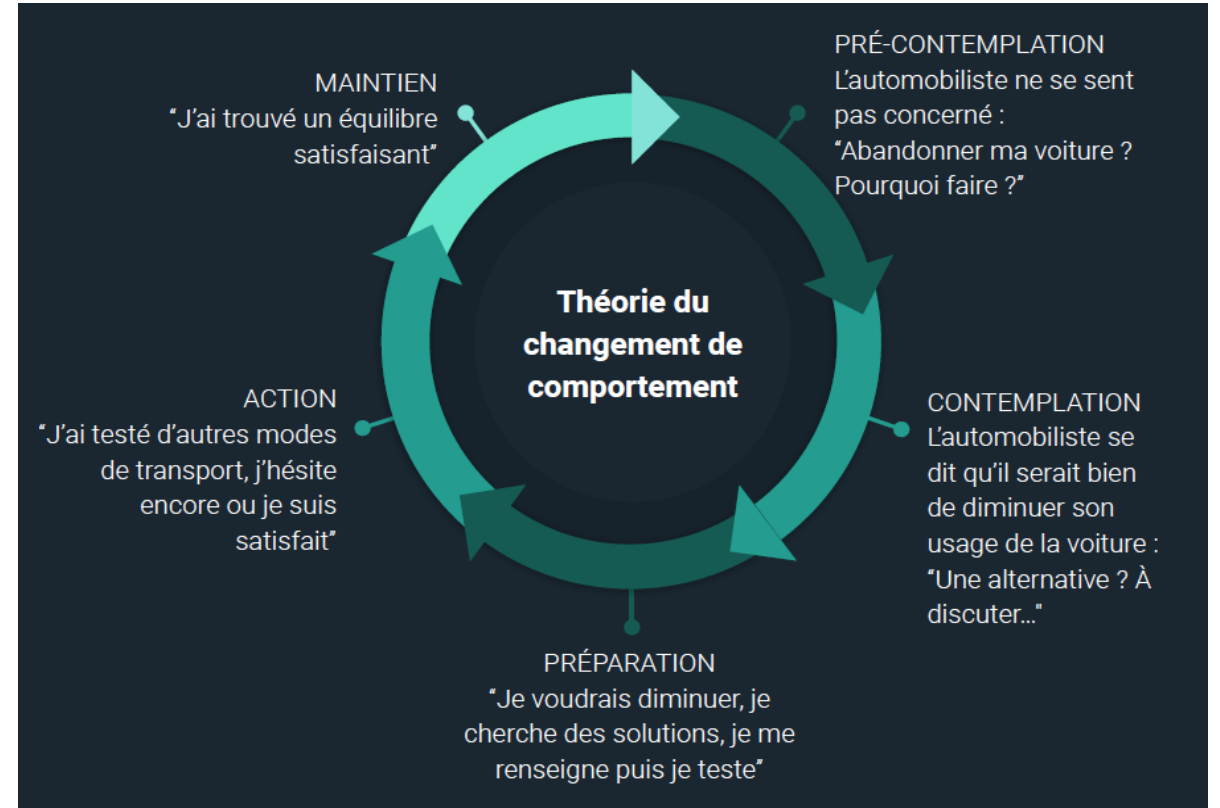 PRÉ-CONTEMPLATION
L'automobiliste ne se sent
pas concerné :
“Abandonner ma voiture ?
Pourquoi faire ?”
MAINTIEN
“J'ai trouvé un équilibre
satisfaisant”
Théorie du
changement de
comportement
CONTEMPLATION
L'automobiliste se
dit qu'il serait bien
de diminuer son
usage de la voiture :
“Une alternative ? À
discuter…"
ACTION
“J'ai testé d'autres modes
de transport, j'hésite
encore ou je suis
satisfait”
PRÉPARATION
“Je voudrais diminuer, je
cherche des solutions, je me
renseigne puis je teste”